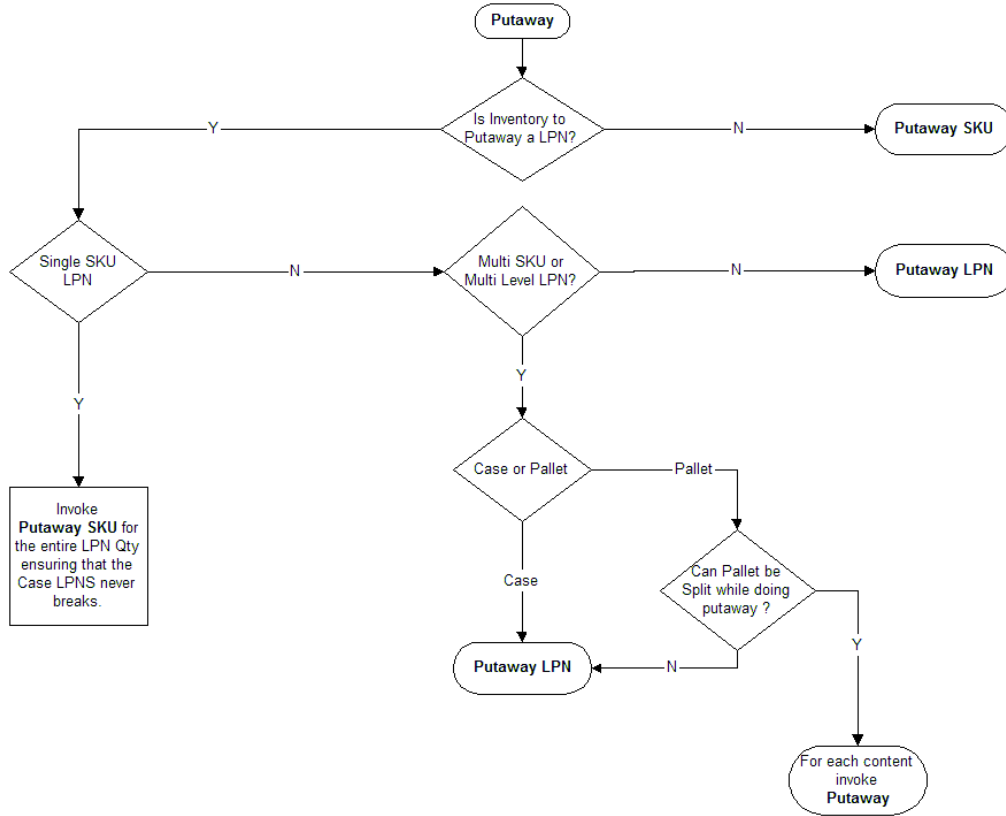 Putaway
Is Inventory to
Putaway a LPN?
Y
N
Putaway SKU
Single SKU
LPN
N
Multi SKU or
Multi Level LPN?
N
Putaway LPN
Y
Y
Case or Pallet
Pallet
Invoke
Putaway SKU for
the entire LPN Qty
ensuring that the
Case LPNS never
breaks.
Case
Can Pallet be
Split while doing
putaway ?
Y
Putaway LPN
N
For each content
invoke
Putaway